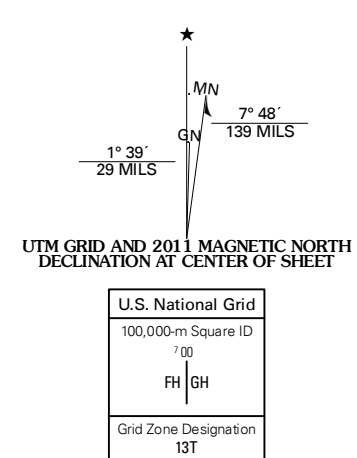 ★
MN
7° 48´
139 MILS
GN
1° 39´
29 MILS
UTM GRID AND 2011 MAGNETIC NORTH
DECLINATION AT CENTER OF SHEET
U.S. National Grid
100,000-m Square ID
⁷00
FH GH
Grid Zone Designation
13T